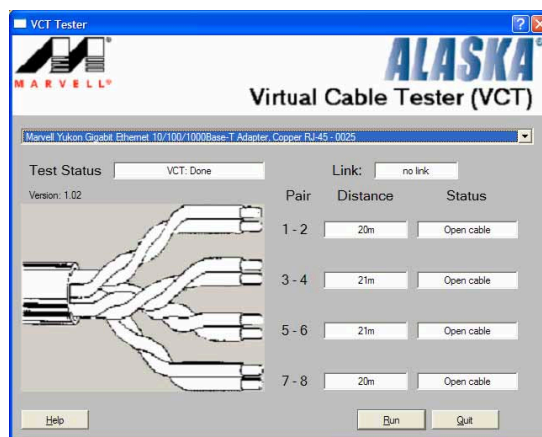 VCT Tester
MARVELL®
ALASKA®
Virtual Cable Tester (VCT)
Marvell Yukon Gigabit Ethernet 10/100/1000Base-T Adapter, Copper RJ-45 - 0025
Test Status VCT: Done Link: no link
Version: 1.02
Pair Distance Status
1 - 2 20m Open cable
3 - 4 21m Open cable
5 - 6 21m Open cable
7 - 8 20m Open cable
Help Run Quit